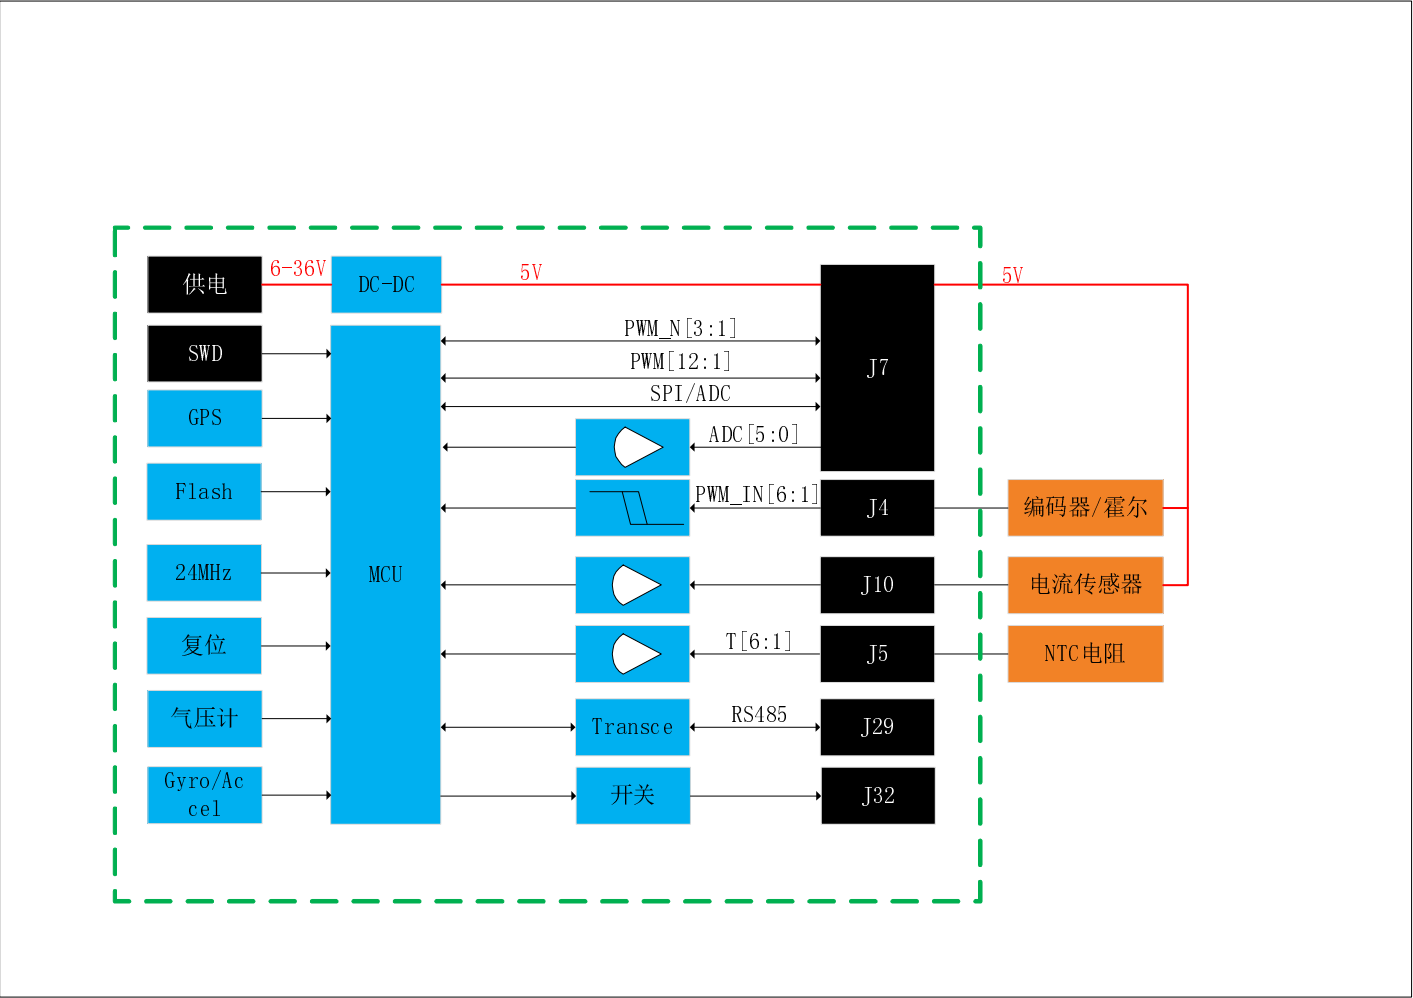 供电
6-36V
DC-DC
5V
5V
SWD
PWM_N[3:1]
PWM[12:1]
J7
SPI/ADC
GPS
ADC[5:0]
Flash
PWM_IN[6:1]
J4
编码器/霍尔
24MHz
MCU
J10
电流传感器
复位
T[6:1]
J5
NTC电阻
气压计
Transce
RS485
J29
Gyro/Ac
cel
开关
J32